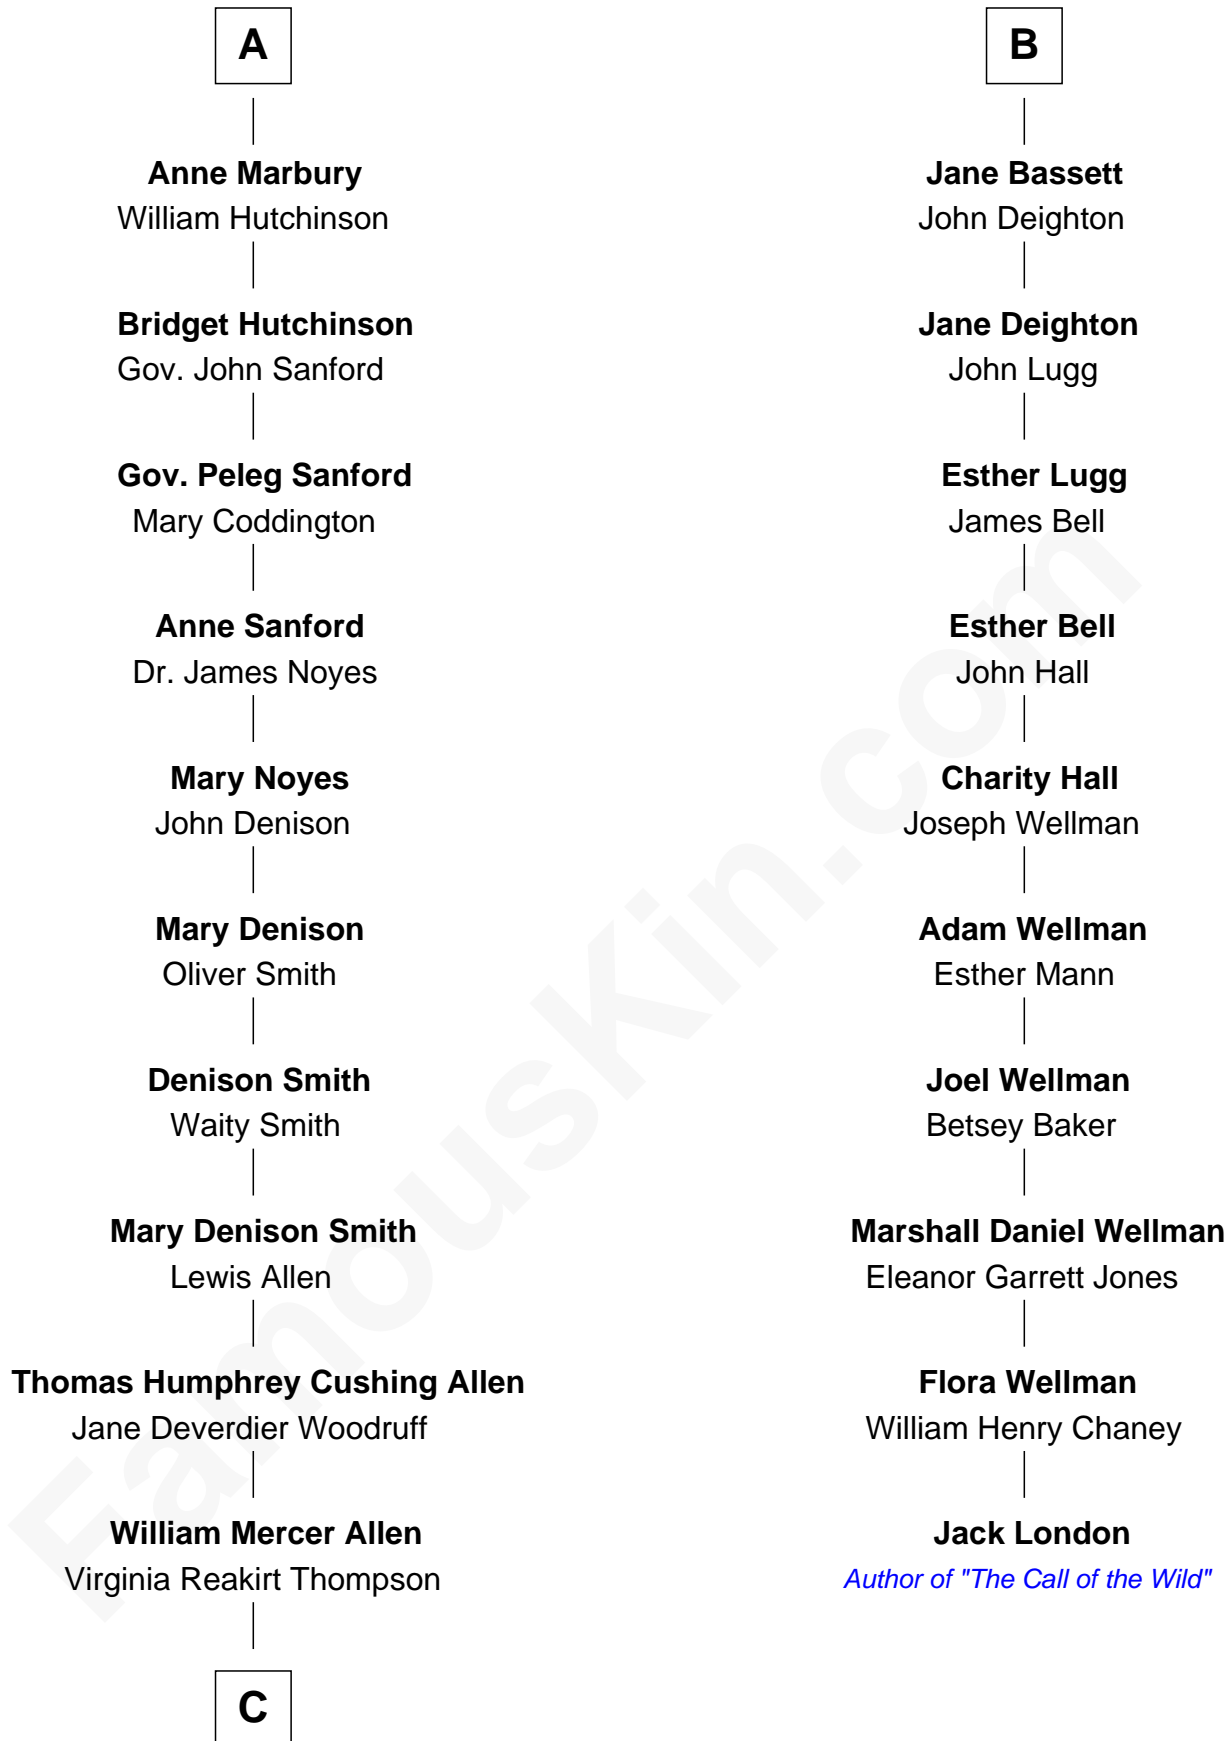 A
Anne Marbury
William Hutchinson
Bridget Hutchinson
Gov. John Sanford
Gov. Peleg Sanford
Mary Coddington
Anne Sanford
Dr. James Noyes
Mary Noyes
John Denison
Mary Denison
Oliver Smith
Denison Smith
Waity Smith
Mary Denison Smith
Lewis Allen
Thomas Humphrey Cushing Allen
Jane Deverdier Woodruff
William Mercer Allen
Virginia Reakirt Thompson
C
B
Jane Bassett
John Deighton
Jane Deighton
John Lugg
Esther Lugg
James Bell
Esther Bell
John Hall
Charity Hall
Joseph Wellman
Adam Wellman
Esther Mann
Joel Wellman
Betsey Baker
Marshall Daniel Wellman
Eleanor Garrett Jones
Flora Wellman
William Henry Chaney
Jack London
Author of "The Call of the Wild"
FamousKin.com